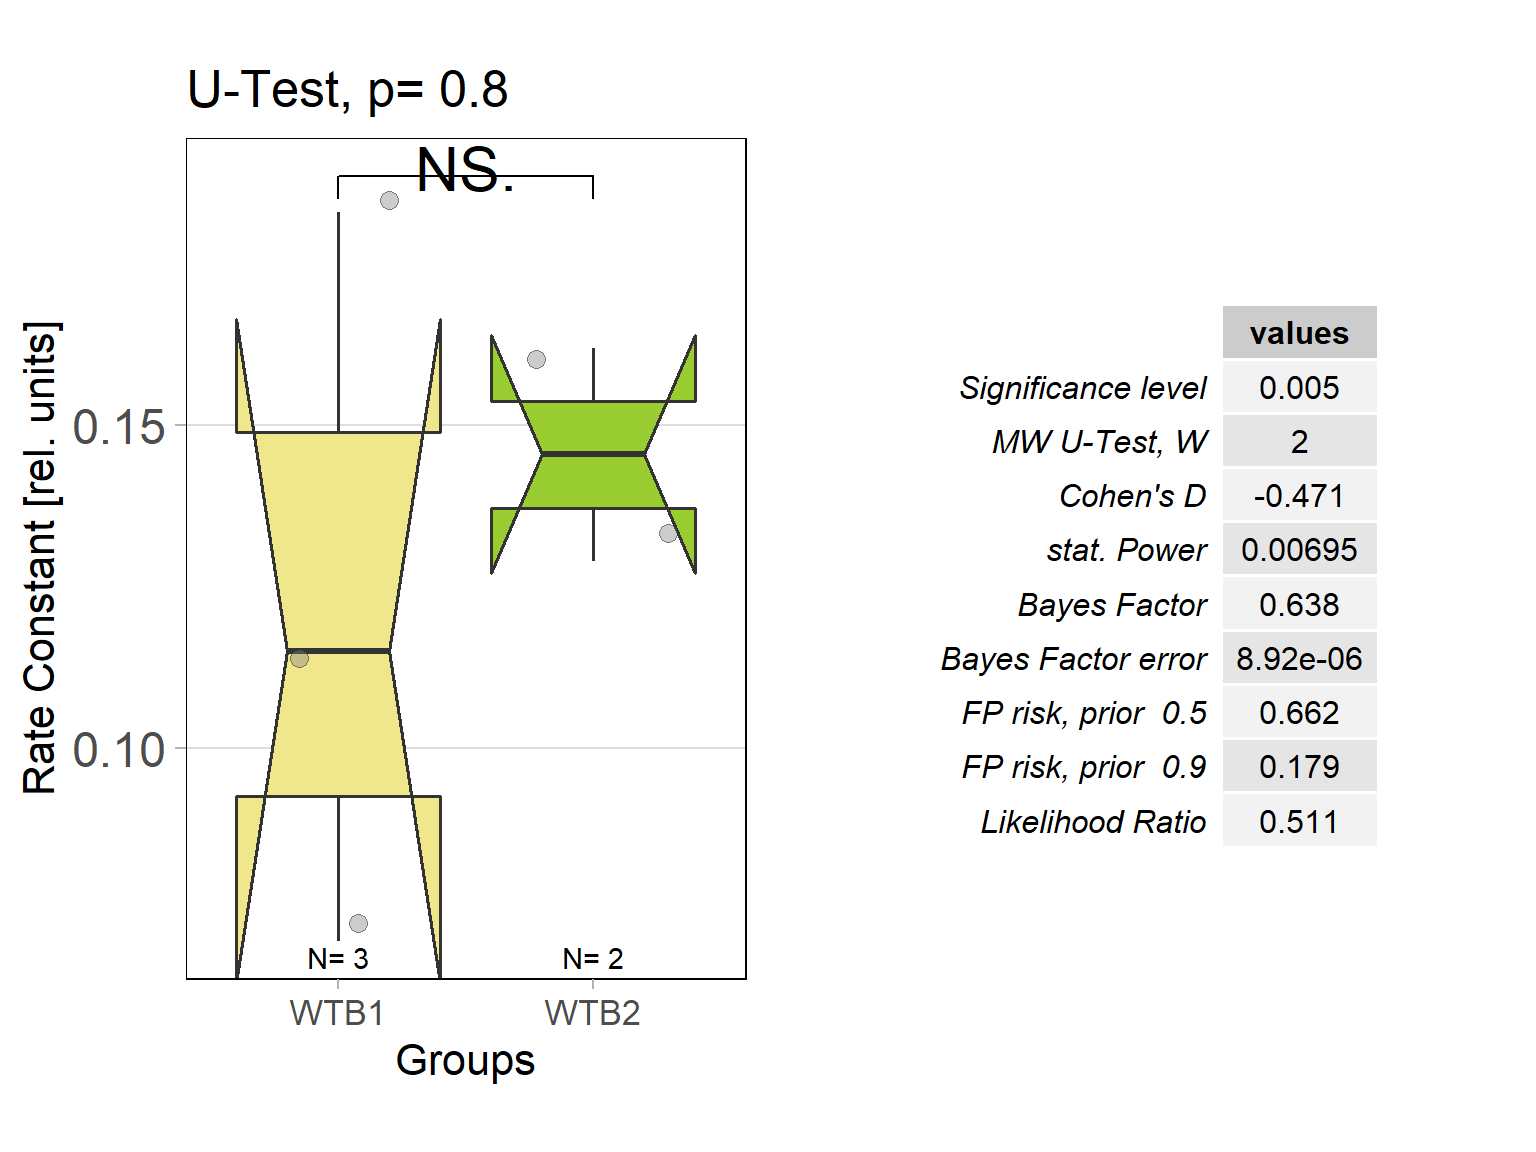 U-Test, p= 0.8
NS.
Rate Constant [rel. units]
0.15
0.10
N= 3
N= 2
WTB1
WTB2
Groups
values
Significance level 0.005
MW U-Test, W 2
Cohen's D -0.471
stat. Power 0.00695
Bayes Factor 0.638
Bayes Factor error 8.92e-06
FP risk, prior  0.5 0.662
FP risk, prior  0.9 0.179
Likelihood Ratio 0.511